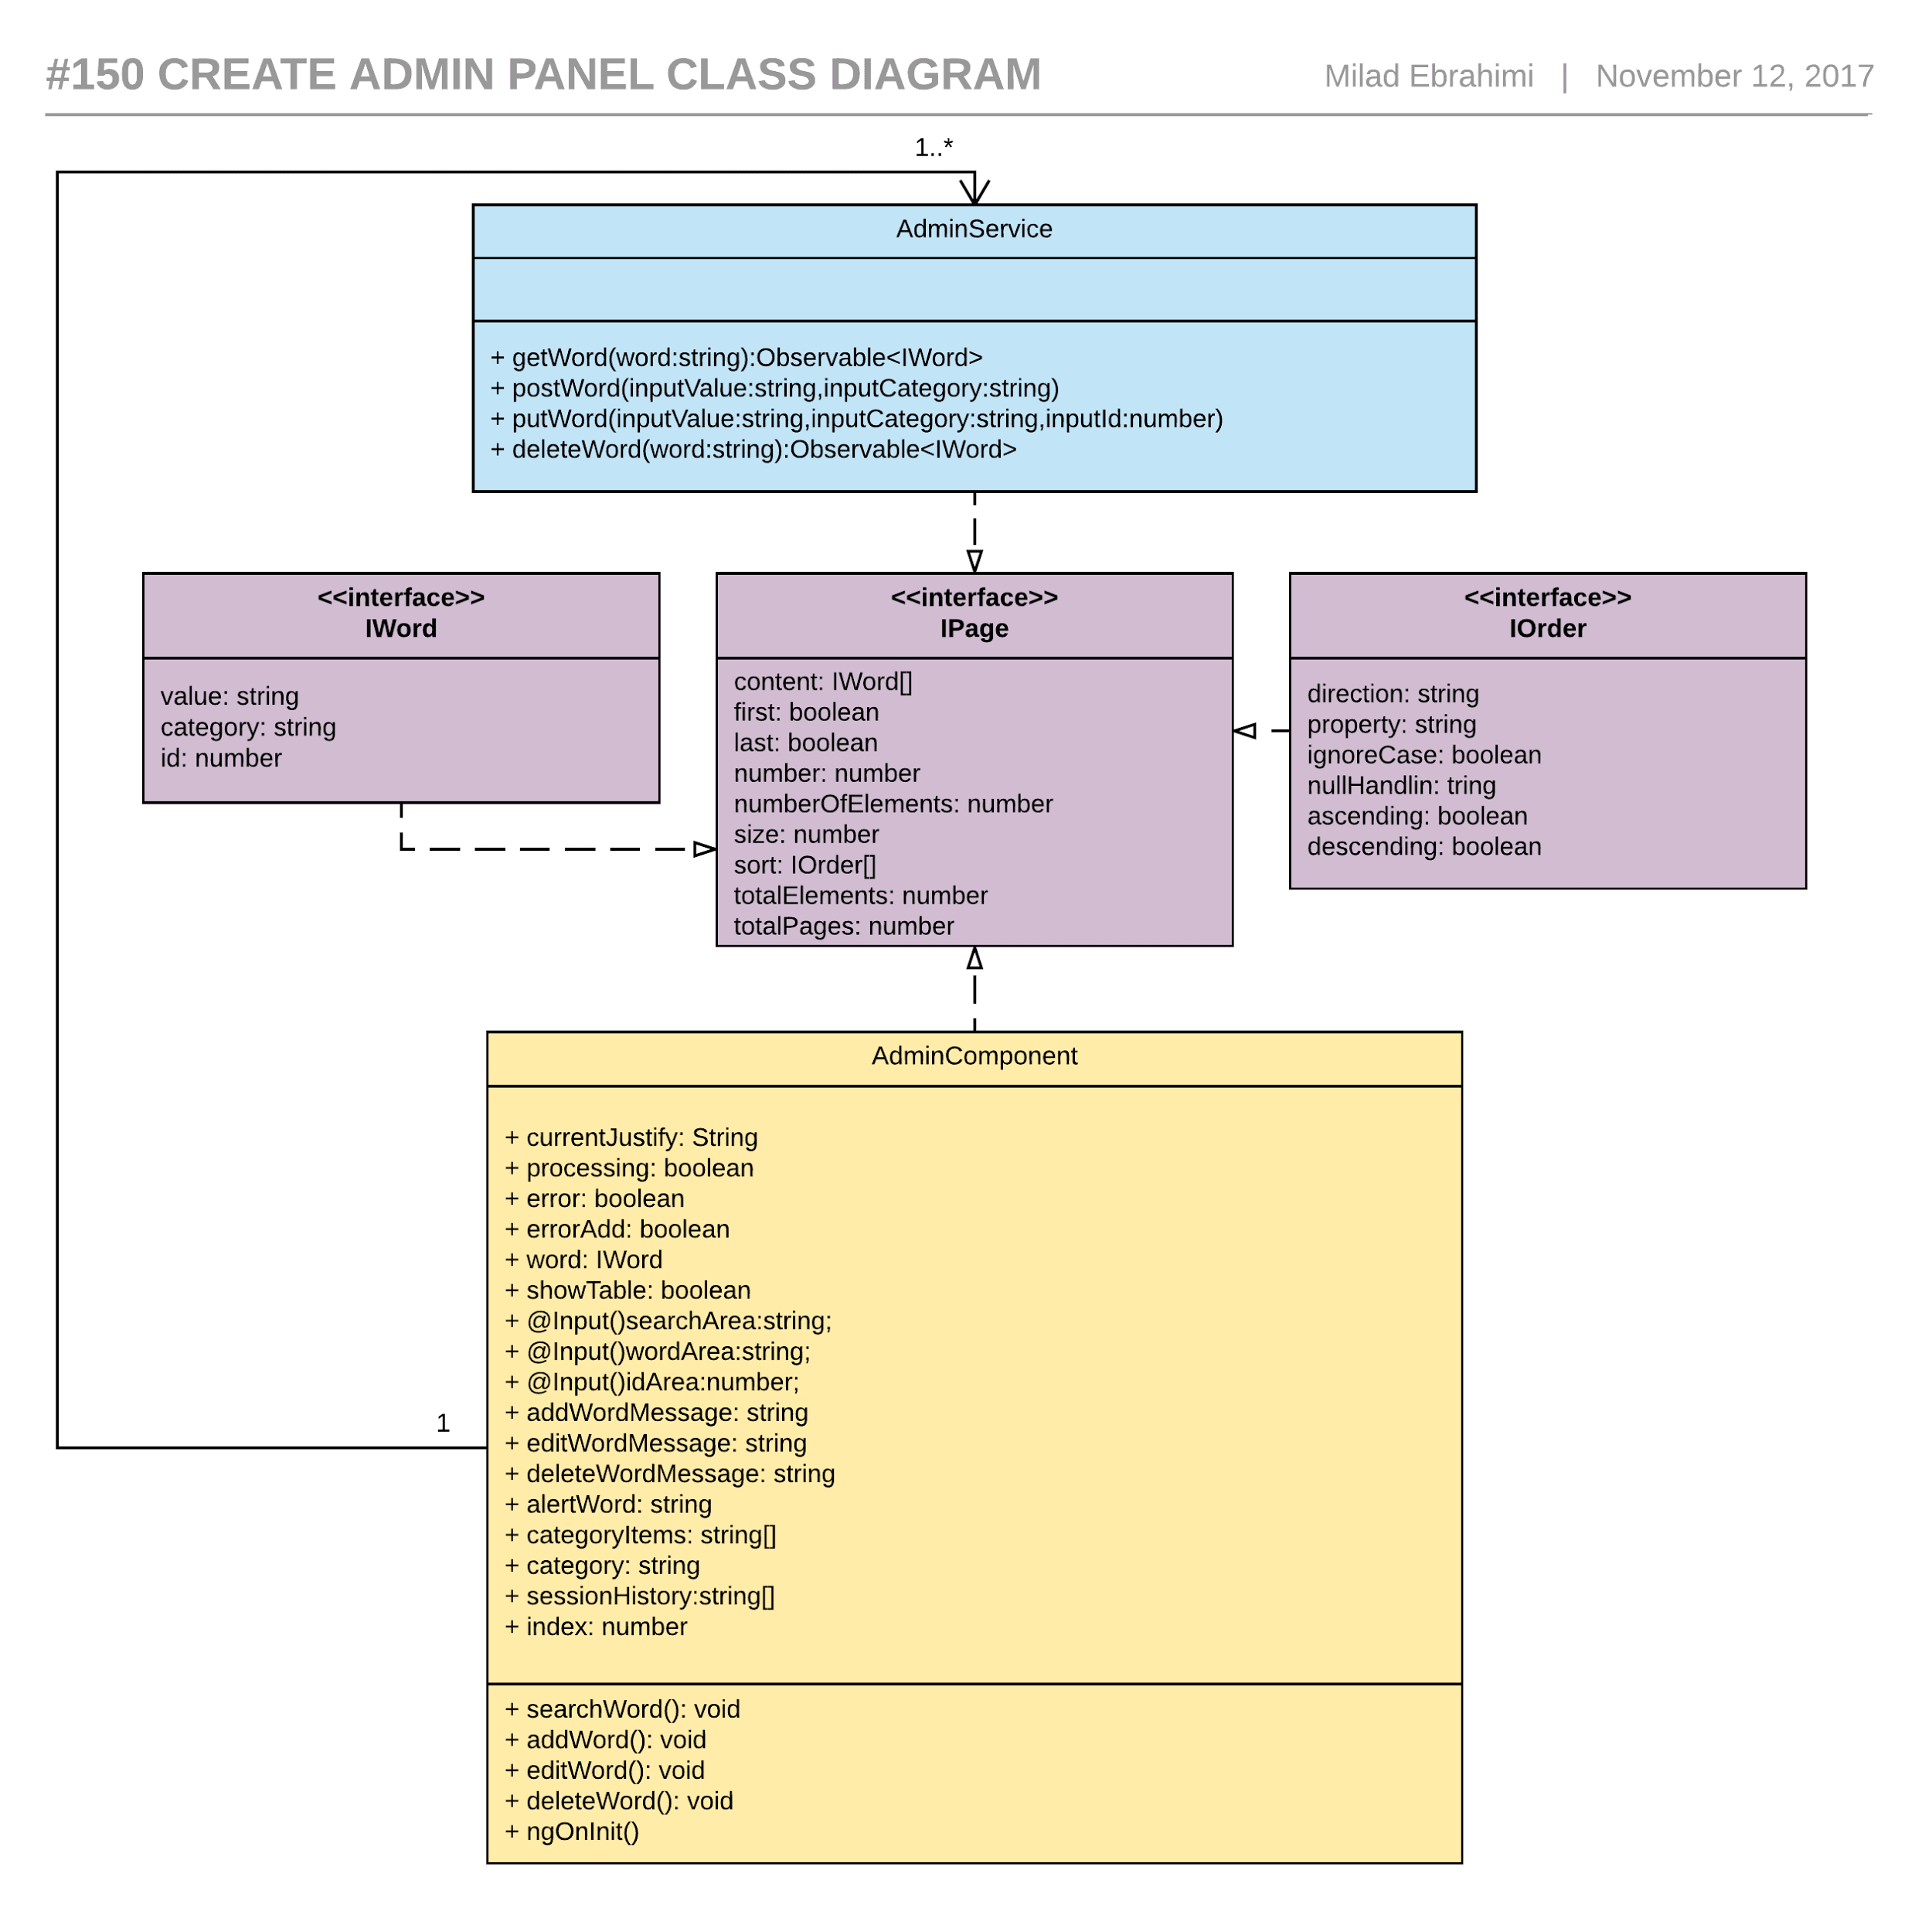 #150 CREATE ADMIN PANEL CLASS DIAGRAM
Milad Ebrahimi | November 12, 2017
1..*
AdminService
+ getWord(word:string):Observable<IWord>
+ postWord(inputValue:string,inputCategory:string)
+ putWord(inputValue:string,inputCategory:string,inputId:number)
+ deleteWord(word:string):Observable<IWord>
<<interface>>
IWord
value: string
category: string
id: number
<<interface>>
IPage
content: IWord[]
first: boolean
last: boolean
number: number
numberOfElements: number
size: number
sort: IOrder[]
totalElements: number
totalPages: number
<<interface>>
IOrder
direction: string
property: string
ignoreCase: boolean
nullHandlin: tring
ascending: boolean
descending: boolean
AdminComponent
+ currentJustify: String
+ processing: boolean
+ error: boolean
+ errorAdd: boolean
+ word: IWord
+ showTable: boolean
+ @Input()searchArea:string;
+ @Input()wordArea:string;
+ @Input()idArea:number;
+ addWordMessage: string
+ editWordMessage: string
+ deleteWordMessage: string
+ alertWord: string
+ categoryItems: string[]
+ category: string
+ sessionHistory:string[]
+ index: number
1
+ searchWord(): void
+ addWord(): void
+ editWord(): void
+ deleteWord(): void
+ ngOnInit()